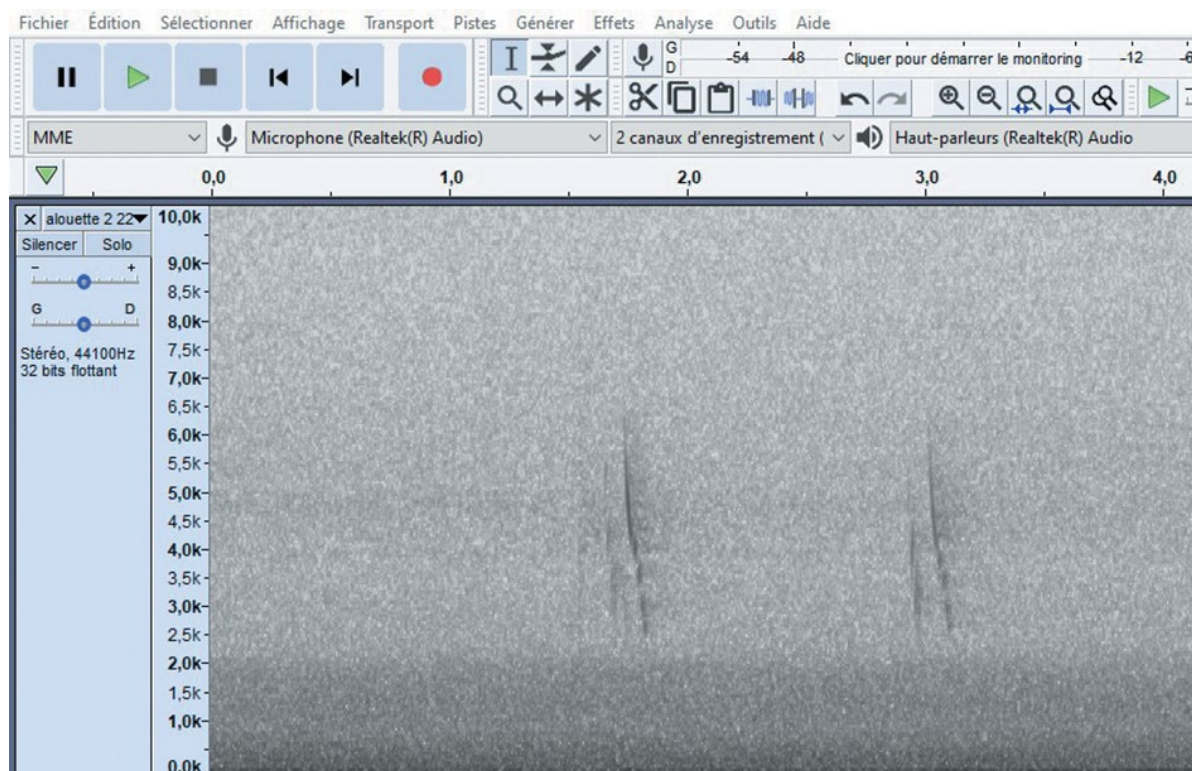 Fichier Édition Sélectionner Affichage Transport Pistes Générer Effets Analyse Outils Aide
G
D
-54 -48 Cliquer pour démarrer le monitoring -12 -6
MME Microphone (Realtek(R) Audio) 2 canaux d'enregistrement ( Haut-parleurs (Realtek(R) Audio
0,0 1,0 2,0 3,0 4,0
X alouette 2 22
Silencer Solo
- +
G D
Stéréo, 44100Hz
32 bits flottant
10,0k
9,0k
8,5k
8,0k
7,5k
7,0k
6,5k
6,0k
5,5k
5,0k
4,5k
4,0k
3,5k
3,0k
2,5k
2,0k
1,5k
1,0k
0,0k